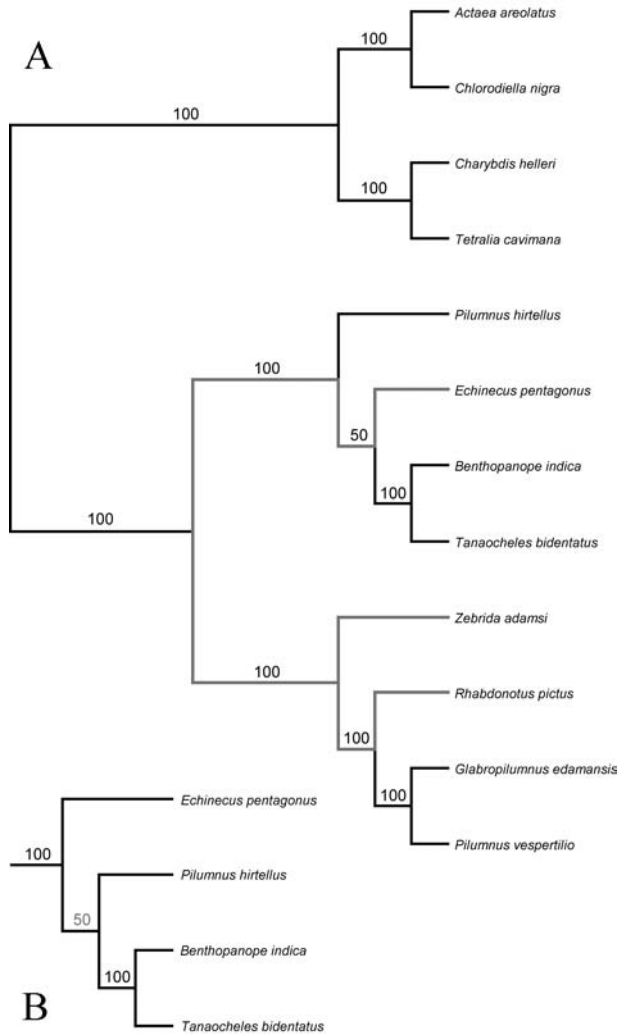 A
100
100
Actaea areolatus
Chlorodiella nigra
100
Charybdis helleri
Tetralia cavimana
100
100
Pilumnus hirtellus
50
Echinecus pentagonus
100
Benthopanope indica
Tanaocheles bidentatus
100
Zebrida adamsi
100
Rhabdonotus pictus
100
Glabropilumnus edamansis
Pilumnus vespertilio
B
100
Echinecus pentagonus
50
Pilumnus hirtellus
100
Benthopanope indica
Tanaocheles bidentatus